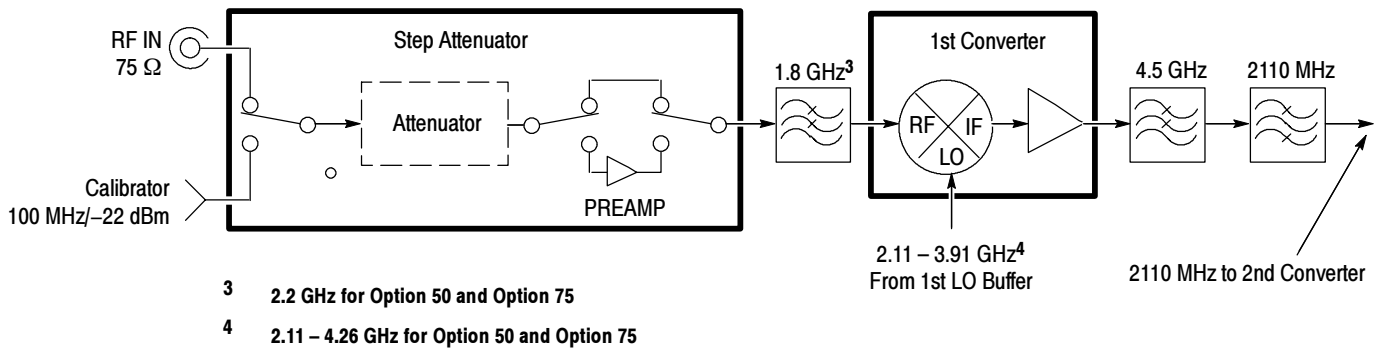 RF IN
75 Ω
Step Attenuator
1st Converter
1.8 GHz3
4.5 GHz
2110 MHz
Attenuator
RF
IF
LO
Calibrator
100 MHz/–22 dBm
PREAMP
2.11 – 3.91 GHz4
From 1st LO Buffer
2110 MHz to 2nd Converter
3 2.2 GHz for Option 50 and Option 75
4 2.11 – 4.26 GHz for Option 50 and Option 75